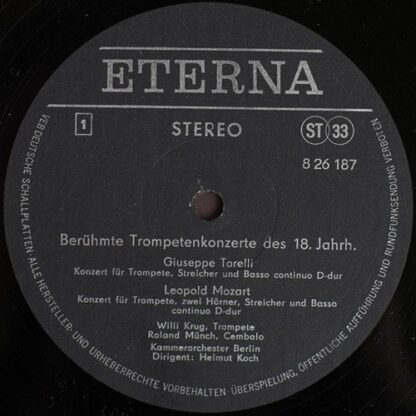 ETERNA
1
STEREO
ST 33
8 26 187
Berühmte Trompetenkonzerte des 18. Jahrh.
Giuseppe Torelli
Konzert für Trompete, Streicher und Basso continuo D-dur
Leopold Mozart
Konzert für Trompete, zwei Hörner, Streicher und Basso
continuo D-dur
Willi Krug, Trompete
Roland Münch, Cembalo
Kammerorchester Berlin
Dirigent: Helmut Koch
VEB DEUTSCHE SCHALLPLATTEN · ALLE HERSTELLER- UND URHEBERRECHTE VORBEHALTEN · ÜBERSPIELUNG, ÖFFENTLICHE AUFFÜHRUNG UND RUNDFUNKSENDUNG VERBOTEN